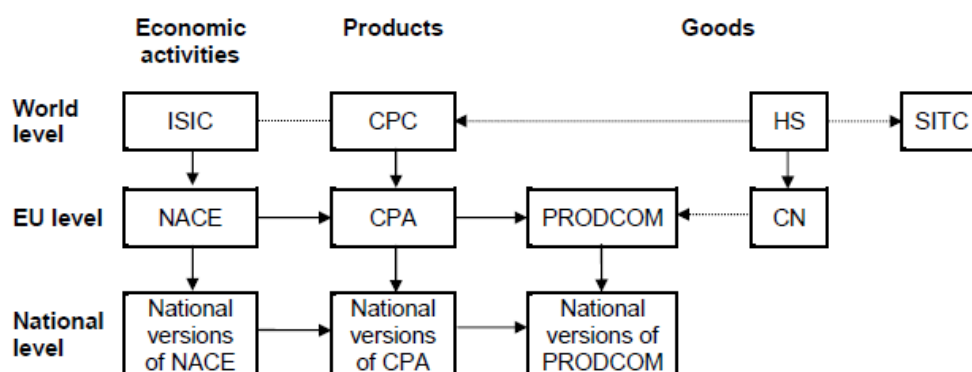 Economic
activities
Products
Goods
World
level
ISIC
CPC
HS
SITC
EU level
NACE
CPA
PRODCOM
CN
National
level
National
versions
of NACE
National
versions
of CPA
National
versions of
PRODCOM